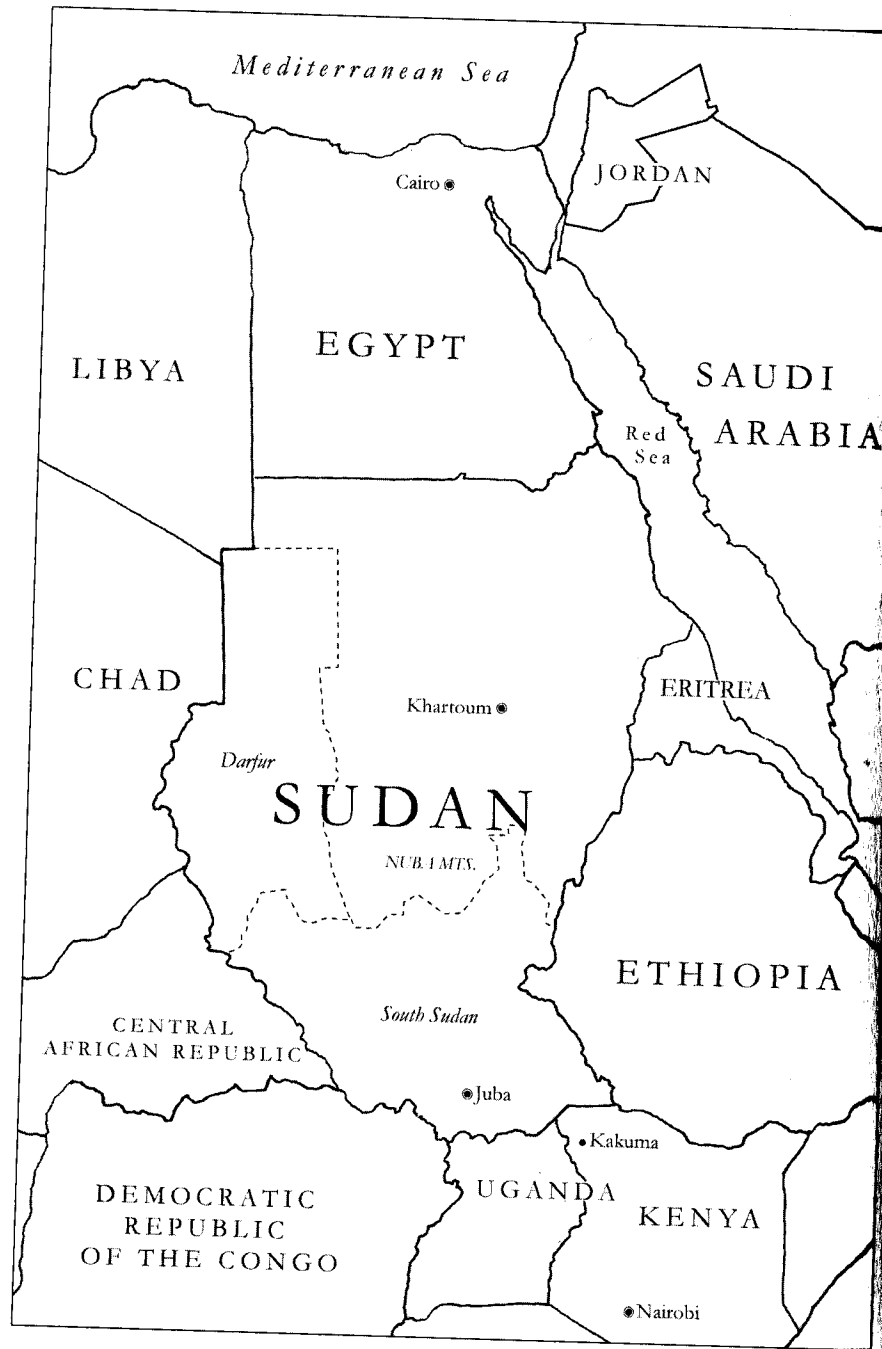 Mediterranean Sea
Cairo
JORDAN
EGYPT
LIBYA
SAUDI
ARABIA
Red
Sea
CHAD
ERITREA
Khartoum
Darfur
SUDAN
NUBA MTS.
ETHIOPIA
South Sudan
CENTRAL
AFRICAN REPUBLIC
Juba
Kakuma
UGANDA
DEMOCRATIC
REPUBLIC
OF THE CONGO
KENYA
Nairobi